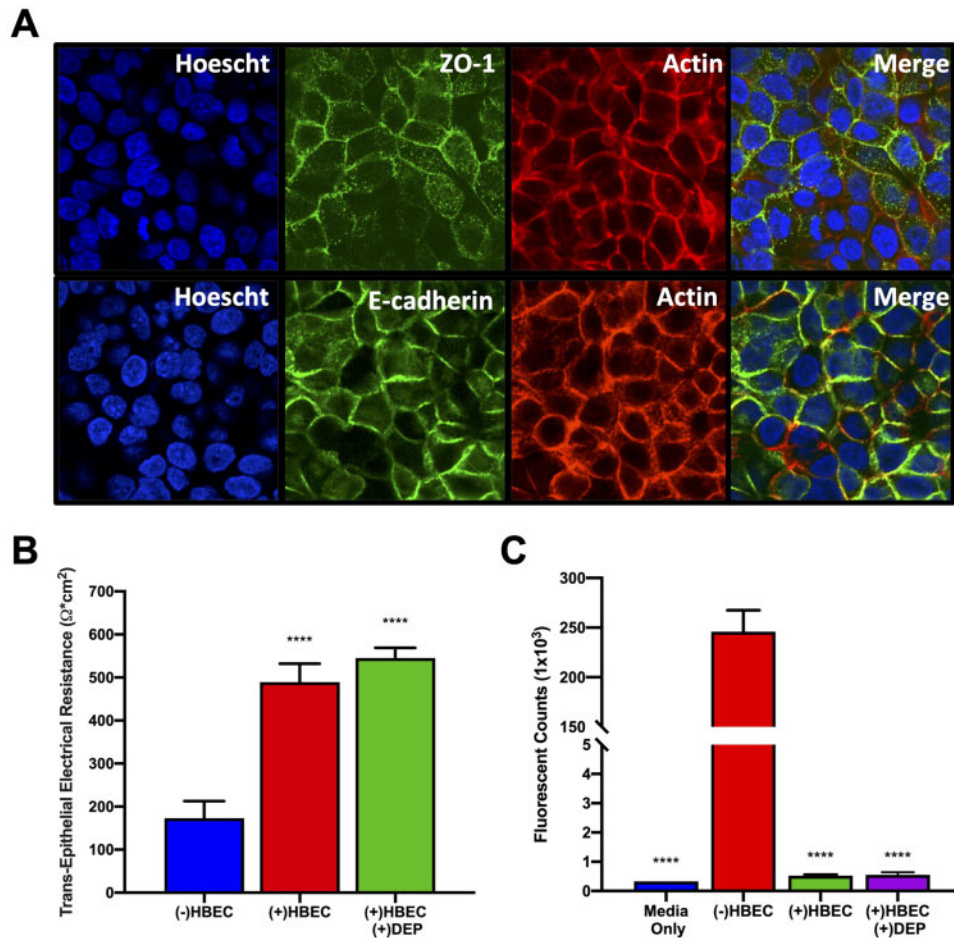 A
Hoescht ZO-1 Actin Merge
Hoescht E-cadherin Actin Merge
B
Trans-Epithelial Electrical Resistance (Ω*cm²)
700
600
500
400
300
200
100
0
****
****
(-)HBEC (+)HBEC (+)HBEC
(+)DEP
C
Fluorescent Counts (1x10³)
300
250
200
150
5
4
3
2
1
0
****
****
****
Media
Only
(-)HBEC
(+)HBEC
(+)HBEC
(+)DEP